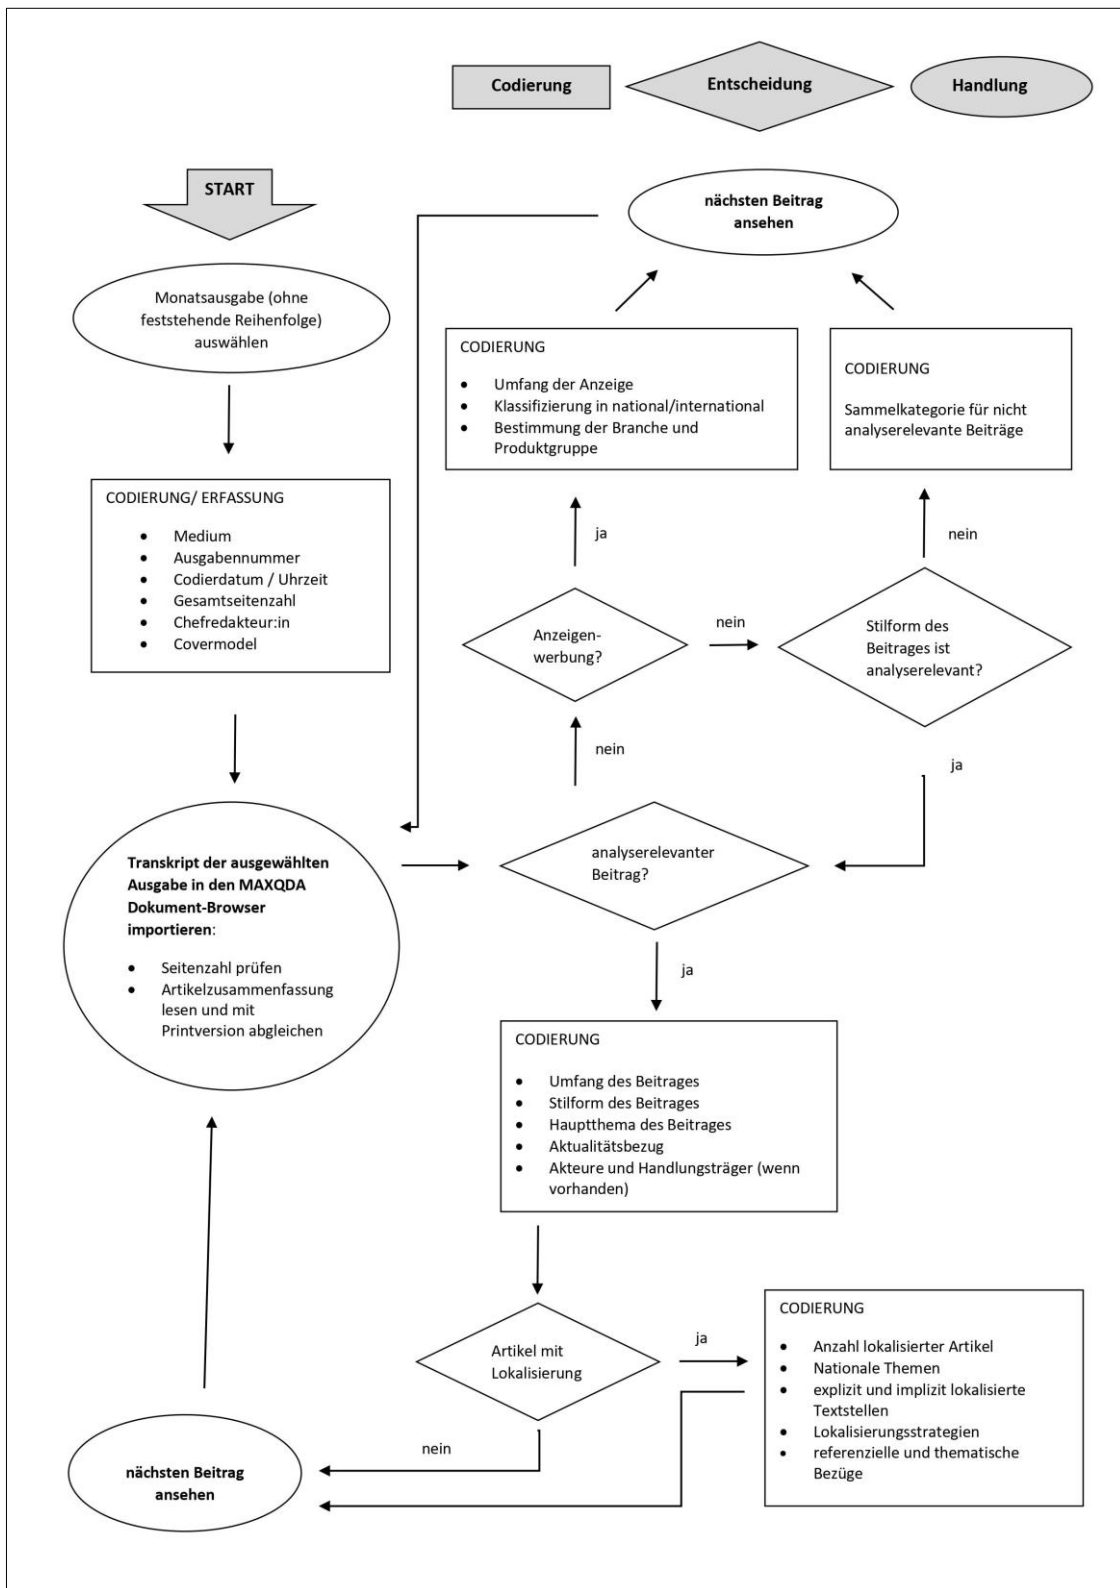 Codierung
Entscheidung
Handlung
START
nächsten Beitrag
ansehen
Monatsausgabe (ohne
feststehende Reihenfolge)
auswählen
CODIERUNG
• Umfang der Anzeige
• Klassifizierung in national/international
• Bestimmung der Branche und
Produktgruppe
CODIERUNG
Sammelkategorie für nicht
analyserelevante Beiträge
CODIERUNG/ ERFASSUNG
• Medium
• Ausgabennummer
• Codierdatum / Uhrzeit
• Gesamtseitenzahl
• Chefredakteur:in
• Covermodel
ja
nein
Anzeigen-
werbung?
nein
Stilform des
Beitrages ist
analyserelevant?
nein
ja
Transkript der ausgewählten
Ausgabe in den MAXQDA
Dokument-Browser
importieren:
• Seitenzahl prüfen
• Artikelzusammenfassung
lesen und mit
Printversion abgleichen
analyserelevanter
Beitrag?
ja
CODIERUNG
• Umfang des Beitrages
• Stilform des Beitrages
• Hauptthema des Beitrages
• Aktualitätsbezug
• Akteure und Handlungsträger (wenn
vorhanden)
Artikel mit
Lokalisierung
ja
CODIERUNG
• Anzahl lokalisierter Artikel
• Nationale Themen
• explizit und implizit lokalisierte
Textstellen
• Lokalisierungsstrategien
• referenzielle und thematische
Bezüge
nein
nächsten Beitrag
ansehen